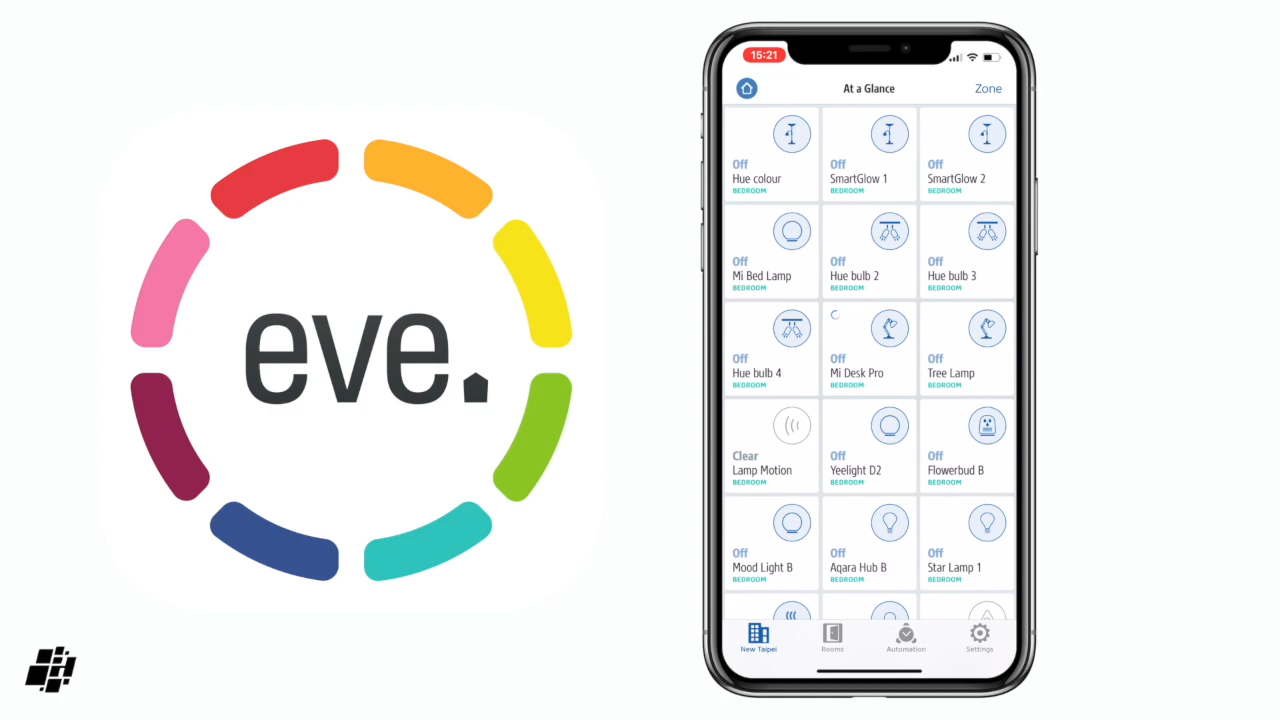 eve.
15:21
At a Glance
Zone
Off
Hue colour
BEDROOM
Off
SmartGlow 1
BEDROOM
Off
SmartGlow 2
BEDROOM
Off
Mi Bed Lamp
BEDROOM
Off
Hue bulb 2
BEDROOM
Off
Hue bulb 3
BEDROOM
Off
Hue bulb 4
BEDROOM
Off
Mi Desk Pro
BEDROOM
Off
Tree Lamp
BEDROOM
Clear
Lamp Motion
BEDROOM
Off
Yeelight D2
BEDROOM
Off
Flowerbud B
BEDROOM
Off
Mood Light B
BEDROOM
Off
Aqara Hub B
BEDROOM
Off
Star Lamp 1
BEDROOM
New Taipei
Rooms
Automation
Settings